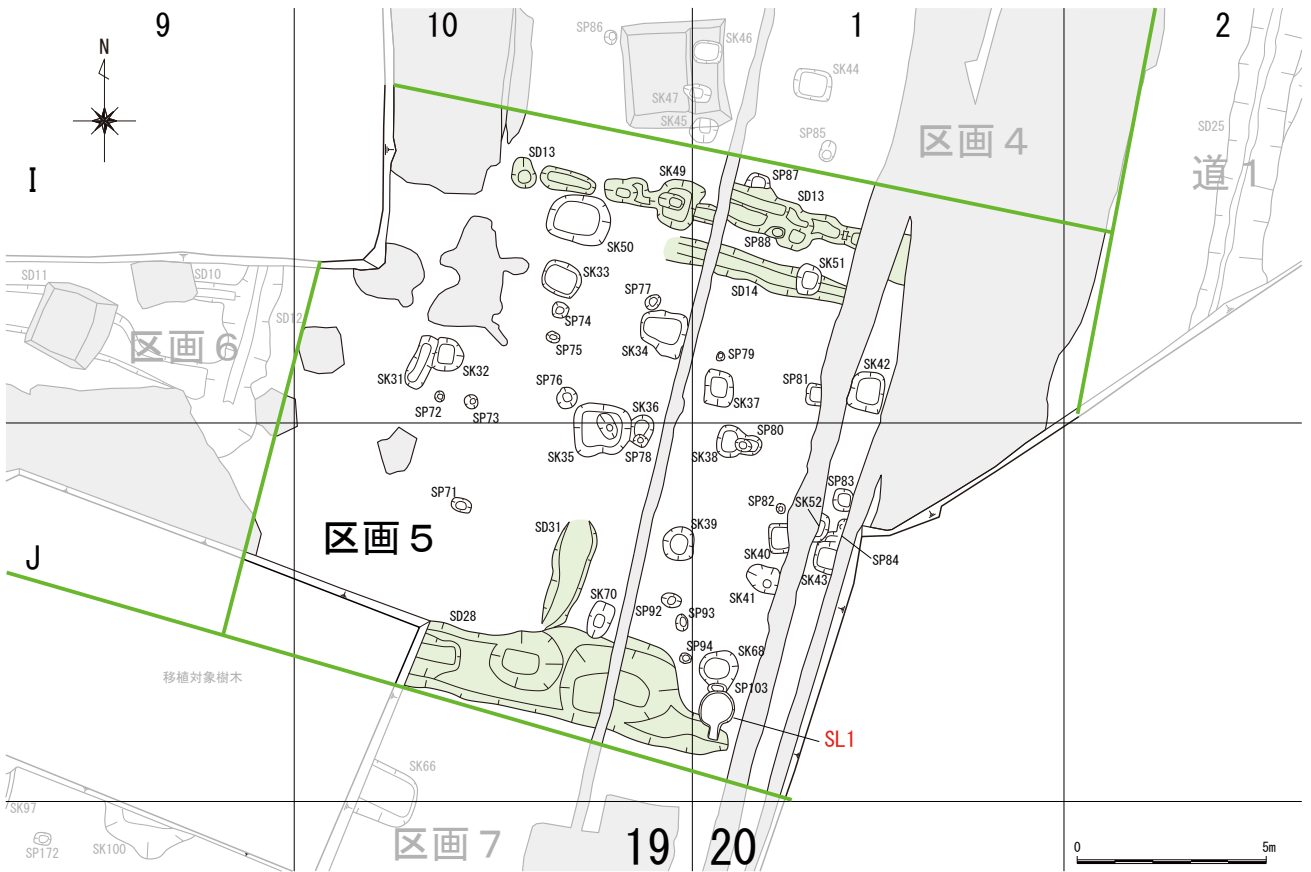 9
10
1
2
N
SP86
SK46
SK44
SK47
SK45
SP85
SD25
区画４
道１
I
SD13
SK49
SP87
SD13
SP88
SK50
SK51
SD14
SK33
SD11
SD10
SD12
SP77
SP74
SP75
SK34
区画６
SP79
SK42
SK31
SK32
SP81
SP76
SK36
SK37
SP72
SP73
SP80
SK35
SP78
SK38
SP71
SP83
SP82
SK52
区画５
SD31
SK39
J
SK40
SP84
SK43
SK41
SK70
SP92
SP93
SD28
SP94
SK68
移植対象樹木
SP103
SL1
SK66
SK97
SP172
SK100
区画７
19
20
0
5m